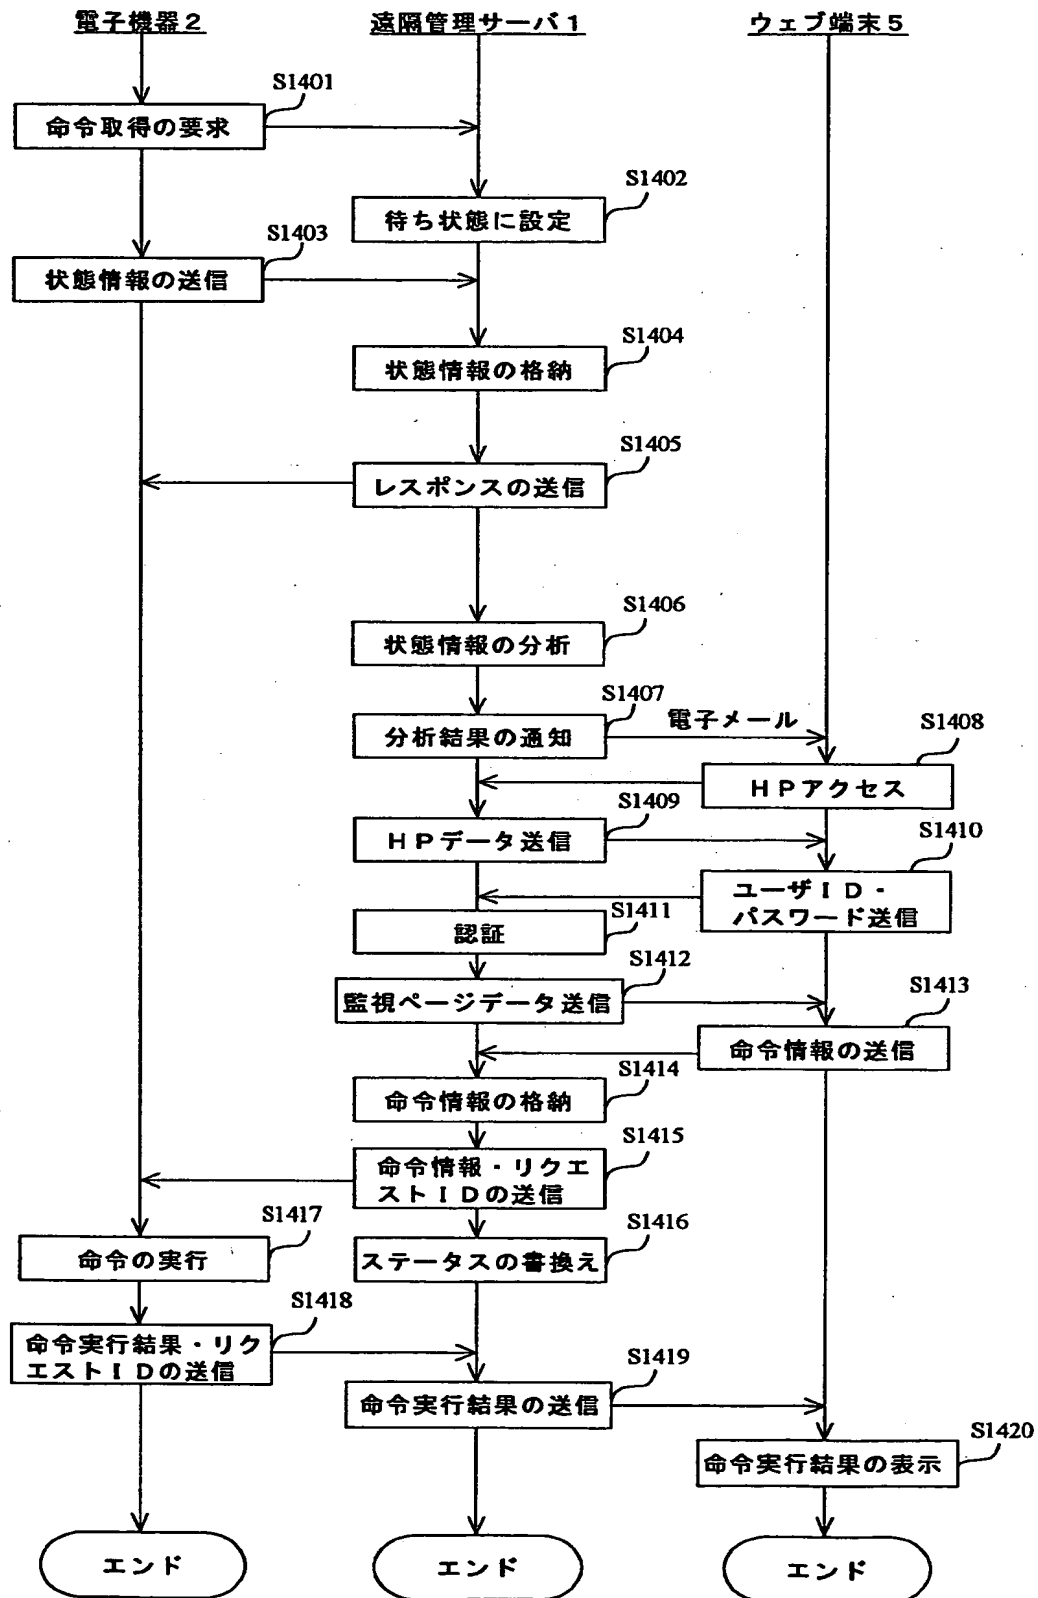 電子機器2
遠隔管理サーバ1
ウェブ端末5
S1401
命令取得の要求
S1402
待ち状態に設定
S1403
状態情報の送信
S1404
状態情報の格納
S1405
レスポンスの送信
S1406
状態情報の分析
S1407
電子メール
分析結果の通知
S1408
HPアクセス
S1409
HPデータ送信
S1410
ユーザID・
パスワード送信
S1411
認証
S1412
監視ページデータ送信
S1413
命令情報の送信
S1414
命令情報の格納
S1415
命令情報・リクエ
ストIDの送信
S1416
ステータスの書換え
S1417
命令の実行
S1418
命令実行結果・リク
エストIDの送信
S1419
命令実行結果の送信
S1420
命令実行結果の表示
エンド
エンド
エンド